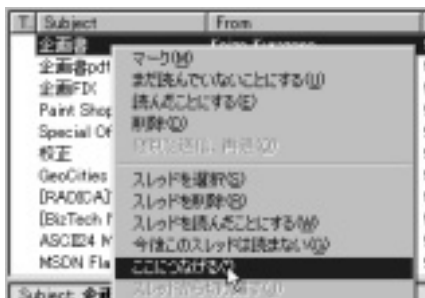 T. Subject From
企画書 Keizo Kurazono
企画書pdf
企画FIX
Paint Shop
Special Of
校正
GeoCities
[RADICA]
[BizTech
ASCII24
MSDN Fla
マーク(M)
まだ読んでいないことにする(U)
読んだことにする(E)
削除(D)
スレッドを選択(S)
スレッドを削除(B)
スレッドを読んだことにする(W)
今後このスレッドは読まない(G)
ここにつなげる
Subject: 企画